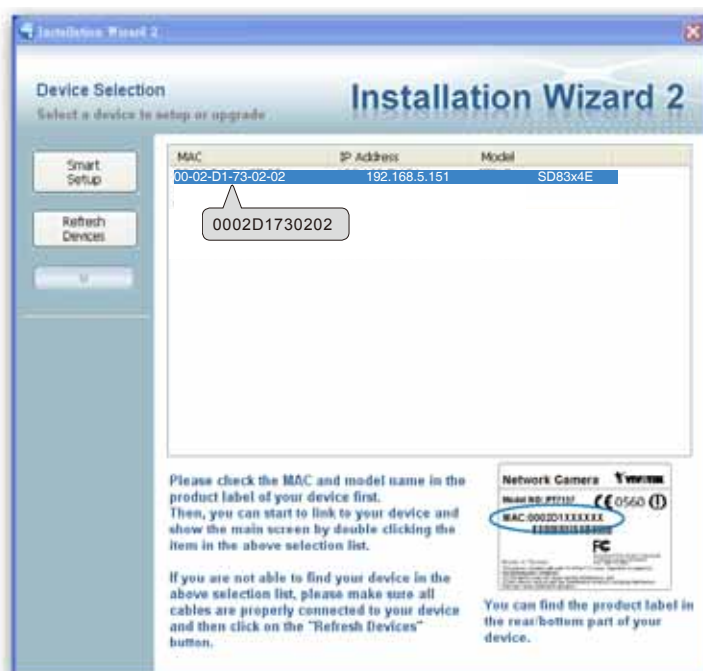 Installation Wizard 2
Device Selection
Select a device to setup or upgrade
Installation Wizard 2
Smart
Setup
Refresh
Devices
MAC IP Address Model
00-02-D1-73-02-02 192.168.5.151 SD83x4E
0002D1730202
Please check the MAC and model name in the
product label of your device first.
Then, you can start to link to your device and
show the main screen by double clicking the
item in the above selection list.
If you are not able to find your device in the
above selection list, please make sure all
cables are properly connected to your device
and then click on the "Refresh Devices"
button.
Network Camera
Model NO: PT7137 CE 0560
MAC:0002D1XXXXXX
FC
You can find the product label in
the rear/bottom part of your
device.